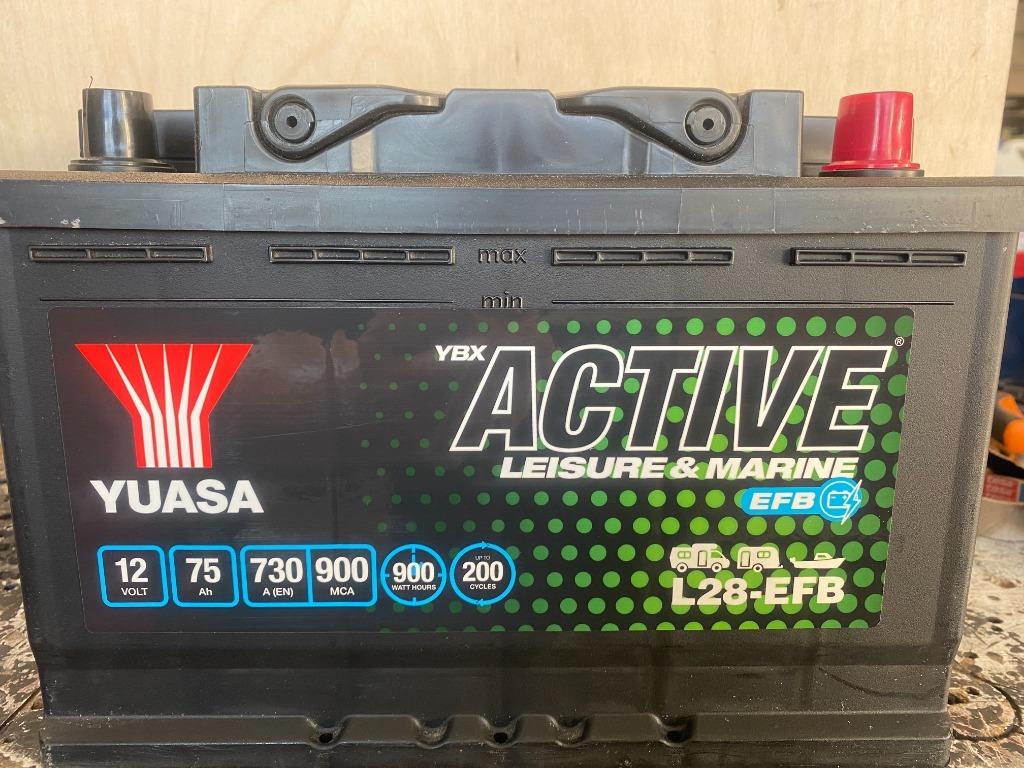 max
min
YUASA
YBX ACTIVE®
LEISURE & MARINE
EFB
12 VOLT
75 Ah
730 A (EN)
900 MCA
900 WATT HOURS
UP TO 200 CYCLES
L28-EFB